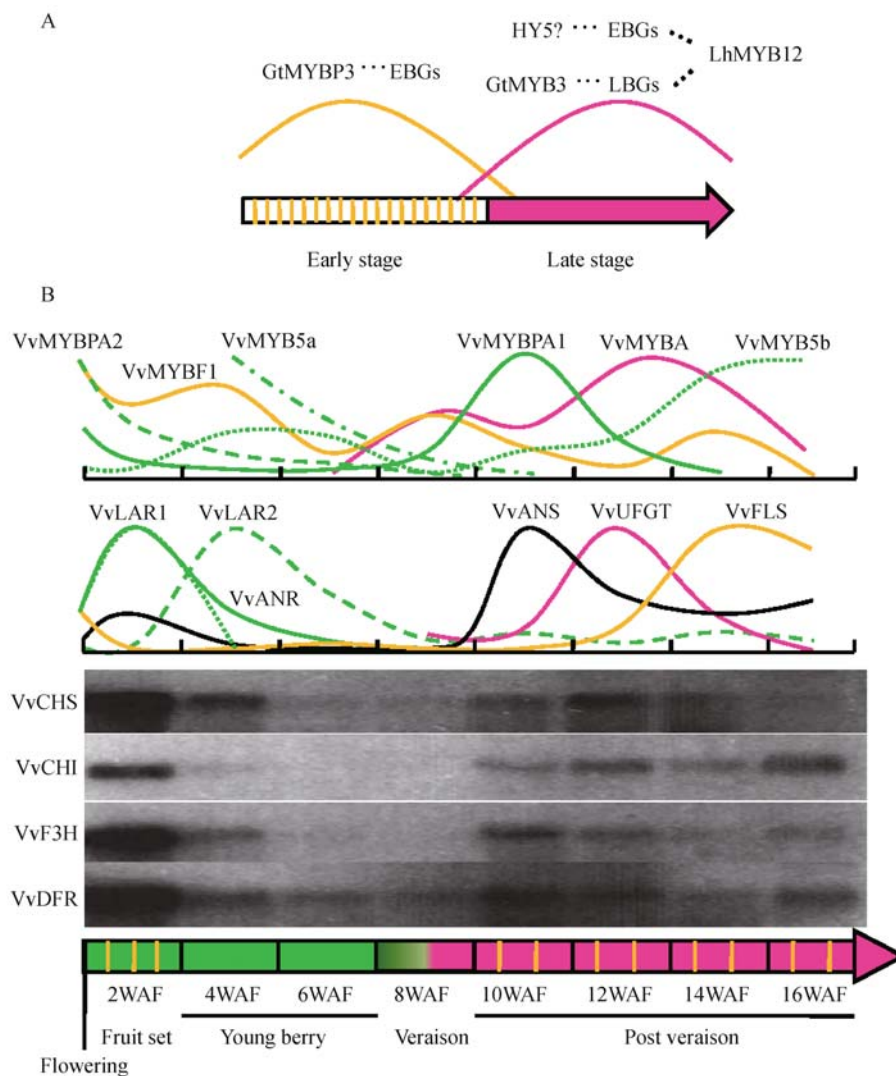 A
HY5? ··· EBGs
LhMYB12
GtMYBP3 ··· EBGs
GtMYB3 ··· LBGs
Early stage
Late stage
B
VvMYBPA2
VvMYB5a
VvMYBPA1
VvMYBA
VvMYB5b
VvMYBF1
VvLAR1
VvLAR2
VvANS
VvUFGT
VvFLS
VvANR
VvCHS
VvCHI
VvF3H
VvDFR
2WAF 4WAF 6WAF 8WAF 10WAF 12WAF 14WAF 16WAF
Fruit set Young berry Veraison Post veraison
Flowering